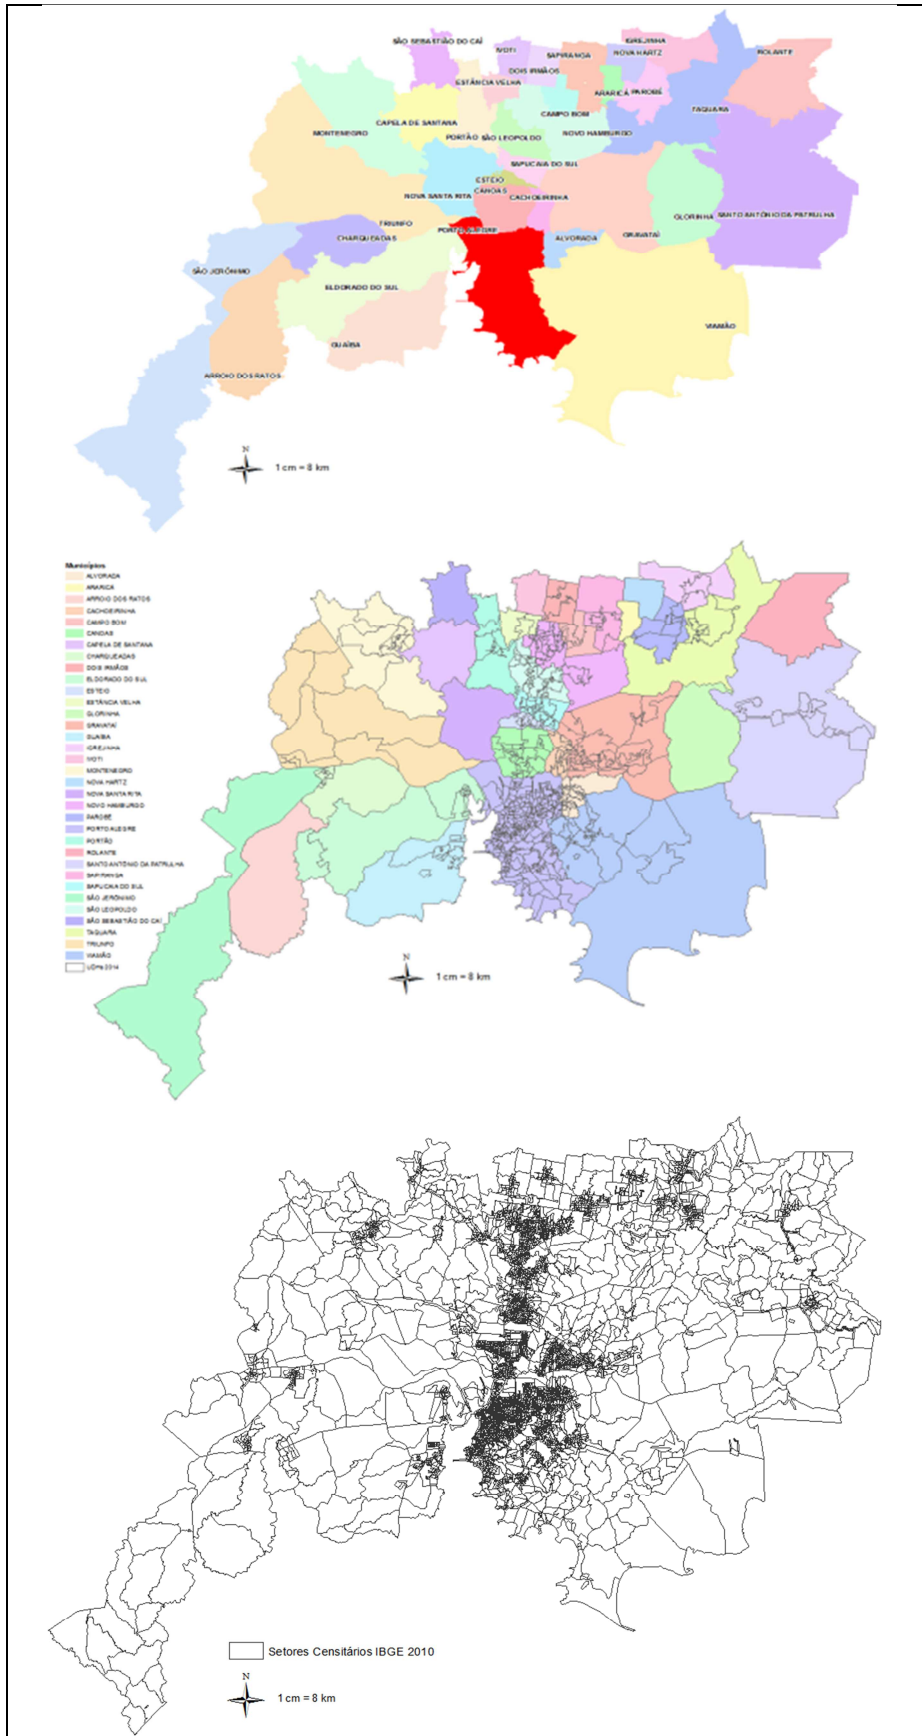 IGREJINHA
SÃO SEBASTIÃO DO CAÍ
IVOTI
SAPIRANGA
NOVA HARTZ
ROLANTE
DOIS IRMÃOS
ESTÂNCIA VELHA
ARARICÁ
PAROBÉ
TAQUARA
CAMPO BOM
CAPELA DE SANTANA
MONTENEGRO
PORTÃO
SÃO LEOPOLDO
NOVO HAMBURGO
SAPUCAIA DO SUL
ESTEIO
CANOAS
NOVA SANTA RITA
CACHOEIRINHA
GLORINHA
SANTO ANTÔNIO DA PATRULHA
TRIUNFO
PORTO ALEGRE
GRAVATAÍ
CHARQUEADAS
ALVORADA
SÃO JERÔNIMO
ELDORADO DO SUL
VIAMÃO
GUAÍBA
ARROIO DOS RATOS
N
1 cm = 8 km
Municípios
ALVORADA
ARARICÁ
ARROIO DOS RATOS
CACHOEIRINHA
CAMPO BOM
CANOAS
CAPELA DE SANTANA
CHARQUEADAS
DOIS IRMÃOS
ELDORADO DO SUL
ESTEIO
ESTÂNCIA VELHA
GLORINHA
GRAVATAÍ
GUAÍBA
IGREJINHA
IVOTI
MONTENEGRO
NOVA HARTZ
NOVA SANTA RITA
NOVO HAMBURGO
PAROBÉ
PORTO ALEGRE
PORTÃO
ROLANTE
SANTO ANTÔNIO DA PATRULHA
SAPIRANGA
SAPUCAIA DO SUL
SÃO JERÔNIMO
SÃO LEOPOLDO
SÃO SEBASTIÃO DO CAÍ
TAQUARA
TRIUNFO
VIAMÃO
UDHs 2014
N
1 cm = 8 km
Setores Censitários IBGE 2010
N
1 cm = 8 km